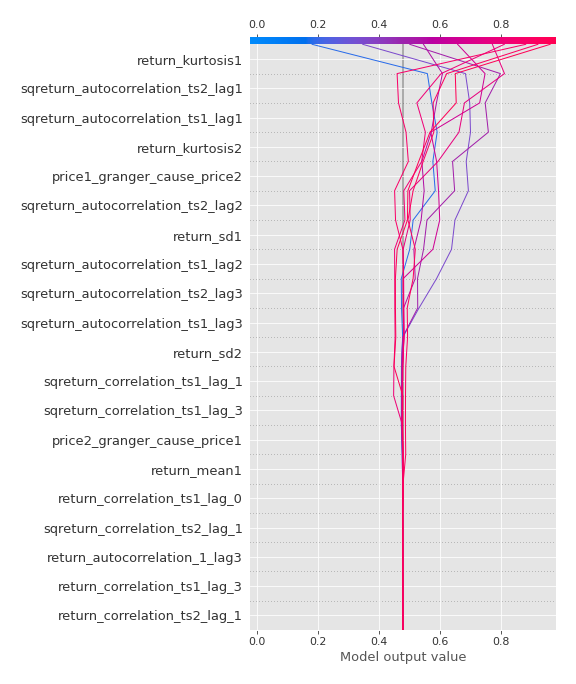 0.0 0.2 0.4 0.6 0.8
return_kurtosis1
sqreturn_autocorrelation_ts2_lag1
sqreturn_autocorrelation_ts1_lag1
return_kurtosis2
price1_granger_cause_price2
sqreturn_autocorrelation_ts2_lag2
return_sd1
sqreturn_autocorrelation_ts1_lag2
sqreturn_autocorrelation_ts2_lag3
sqreturn_autocorrelation_ts1_lag3
return_sd2
sqreturn_correlation_ts1_lag_1
sqreturn_correlation_ts1_lag_3
price2_granger_cause_price1
return_mean1
return_correlation_ts1_lag_0
sqreturn_correlation_ts2_lag_1
return_autocorrelation_1_lag3
return_correlation_ts1_lag_3
return_correlation_ts2_lag_1
0.0 0.2 0.4 0.6 0.8
Model output value